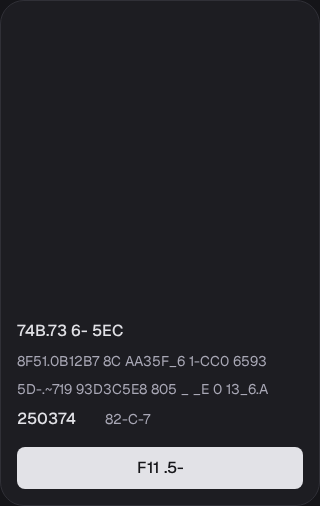 74B.73 6- 5EC
8F51.0B12B7 8C AA35F_6 1-CC0 6593
5D-.~719 93D3C5E8 805 _ _E 0 13_6.A
250374 82-C-7
F11 .5-